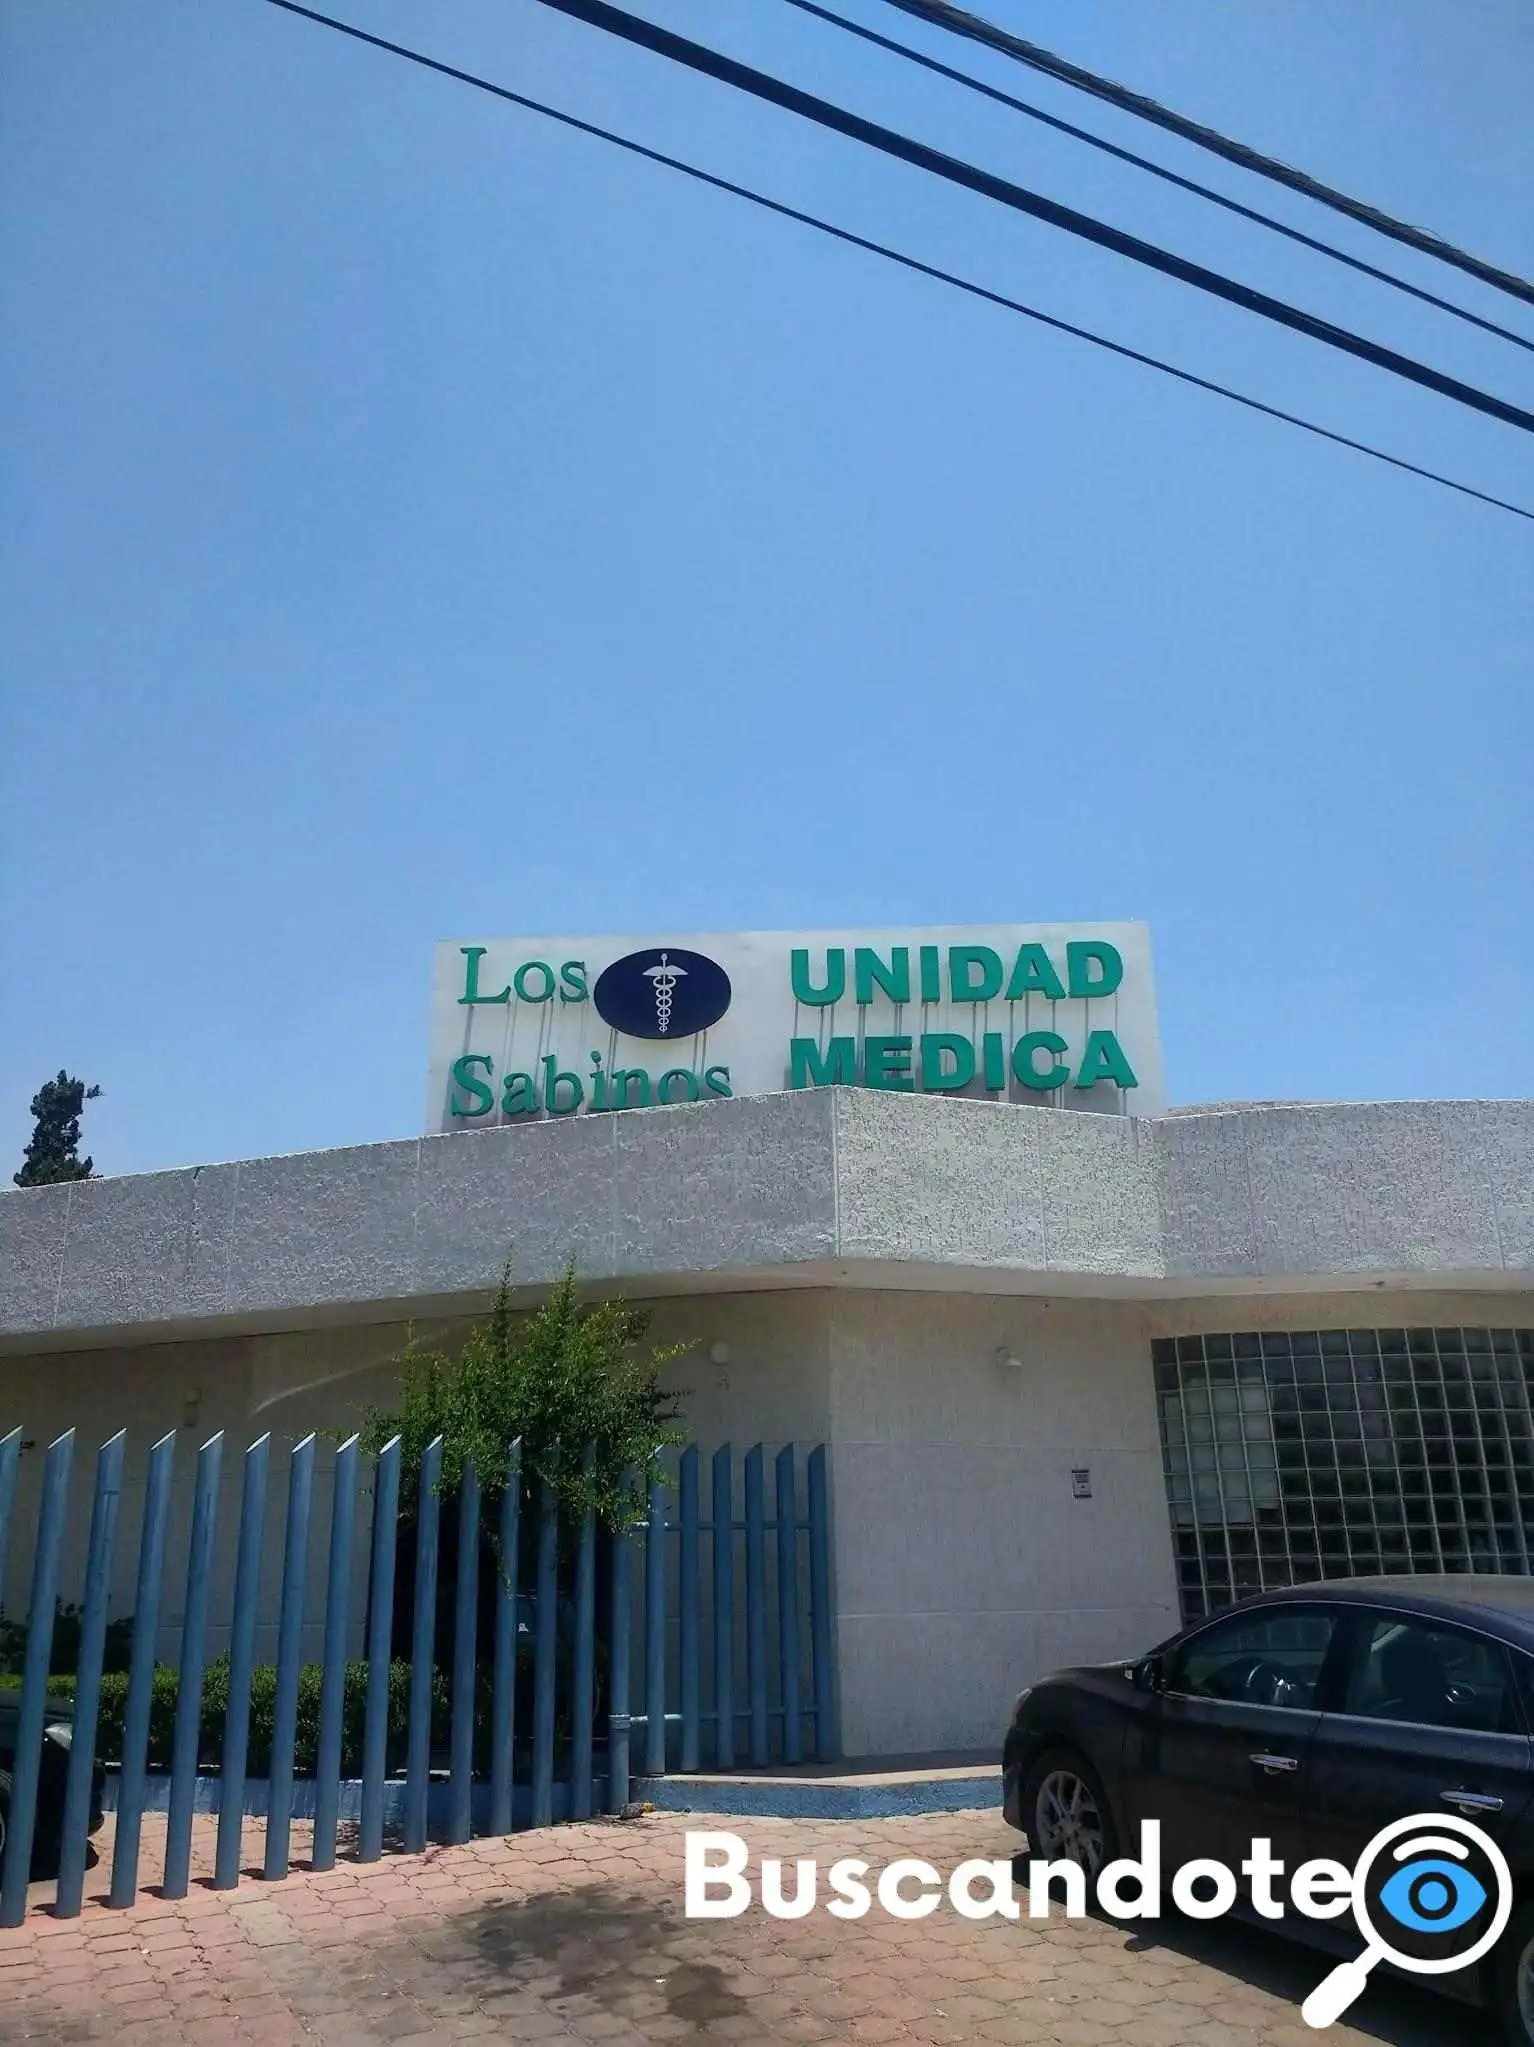 Los
Sabinos
UNIDAD
MEDICA
Buscandote